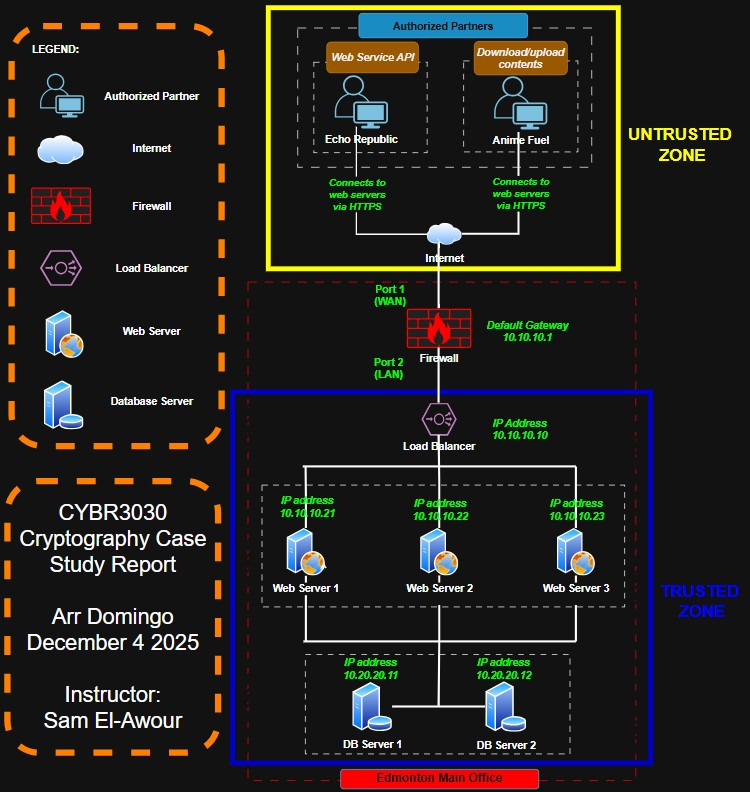 LEGEND:
Authorized Partner
Internet
Firewall
Load Balancer
Web Server
Database Server
CYBR3030
Cryptography Case
Study Report
Arr Domingo
December 4 2025
Instructor:
Sam El-Awour
Authorized Partners
Web Service API
Download/upload
contents
Echo Republic
Anime Fuel
Connects to
web servers
via HTTPS
Connects to
web servers
via HTTPS
Internet
UNTRUSTED
ZONE
Port 1
(WAN)
Default Gateway
10.10.10.1
Firewall
Port 2
(LAN)
IP Address
10.10.10.10
Load Balancer
IP address
10.10.10.21
IP address
10.10.10.22
IP address
10.10.10.23
Web Server 1
Web Server 2
Web Server 3
TRUSTED
ZONE
IP address
10.20.20.11
IP address
10.20.20.12
DB Server 1
DB Server 2
Edmonton Main Office